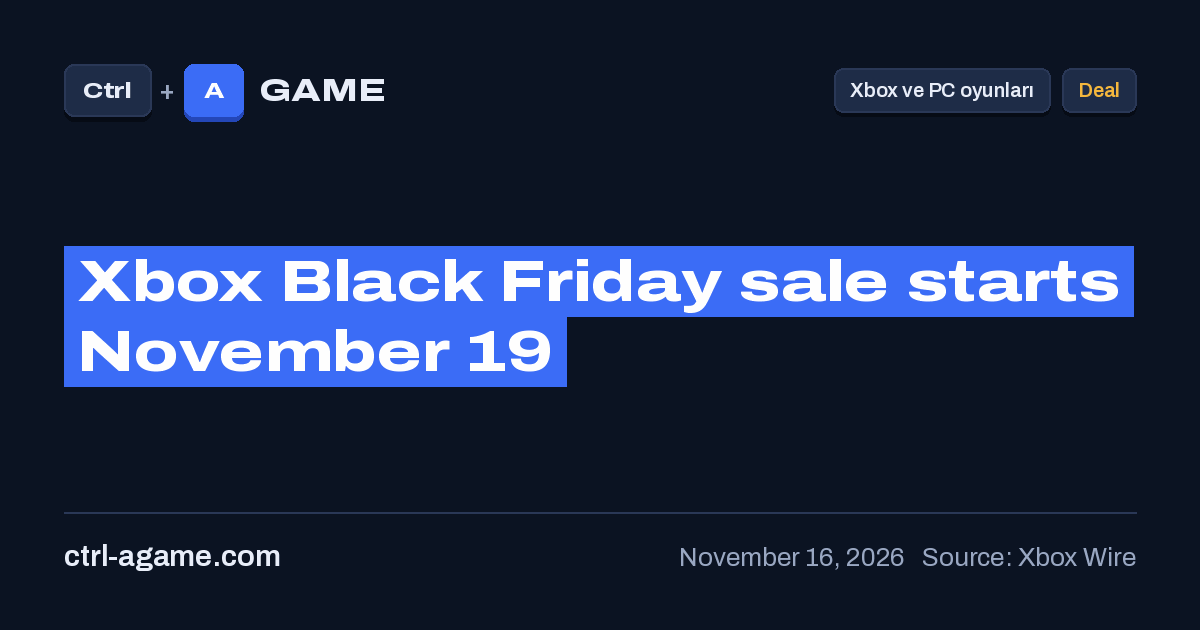 Ctrl + A GAME
Xbox ve PC oyunları
Deal
Xbox Black Friday sale starts
November 19
ctrl-agame.com
November 16, 2026 Source: Xbox Wire